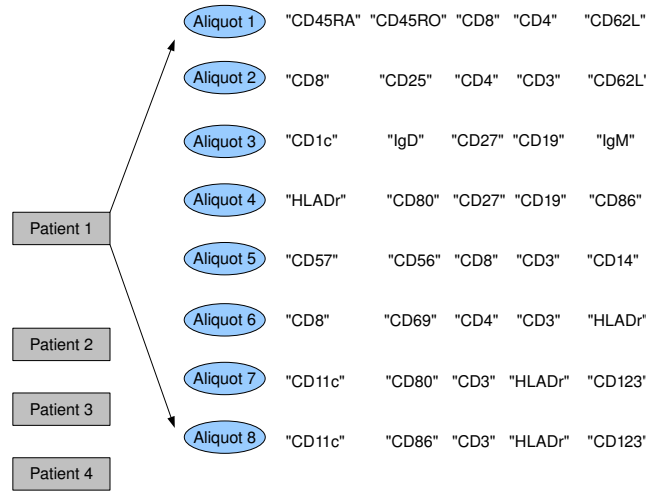 Aliquot 1 "CD45RA" "CD45RO" "CD8" "CD4" "CD62L"
Aliquot 2 "CD8" "CD25" "CD4" "CD3" "CD62L"
Aliquot 3 "CD1c" "IgD" "CD27" "CD19" "IgM"
Aliquot 4 "HLADr" "CD80" "CD27" "CD19" "CD86"
Patient 1
Aliquot 5 "CD57" "CD56" "CD8" "CD3" "CD14"
Aliquot 6 "CD8" "CD69" "CD4" "CD3" "HLADr"
Patient 2
Aliquot 7 "CD11c" "CD80" "CD3" "HLADr" "CD123"
Patient 3
Aliquot 8 "CD11c" "CD86" "CD3" "HLADr" "CD123"
Patient 4